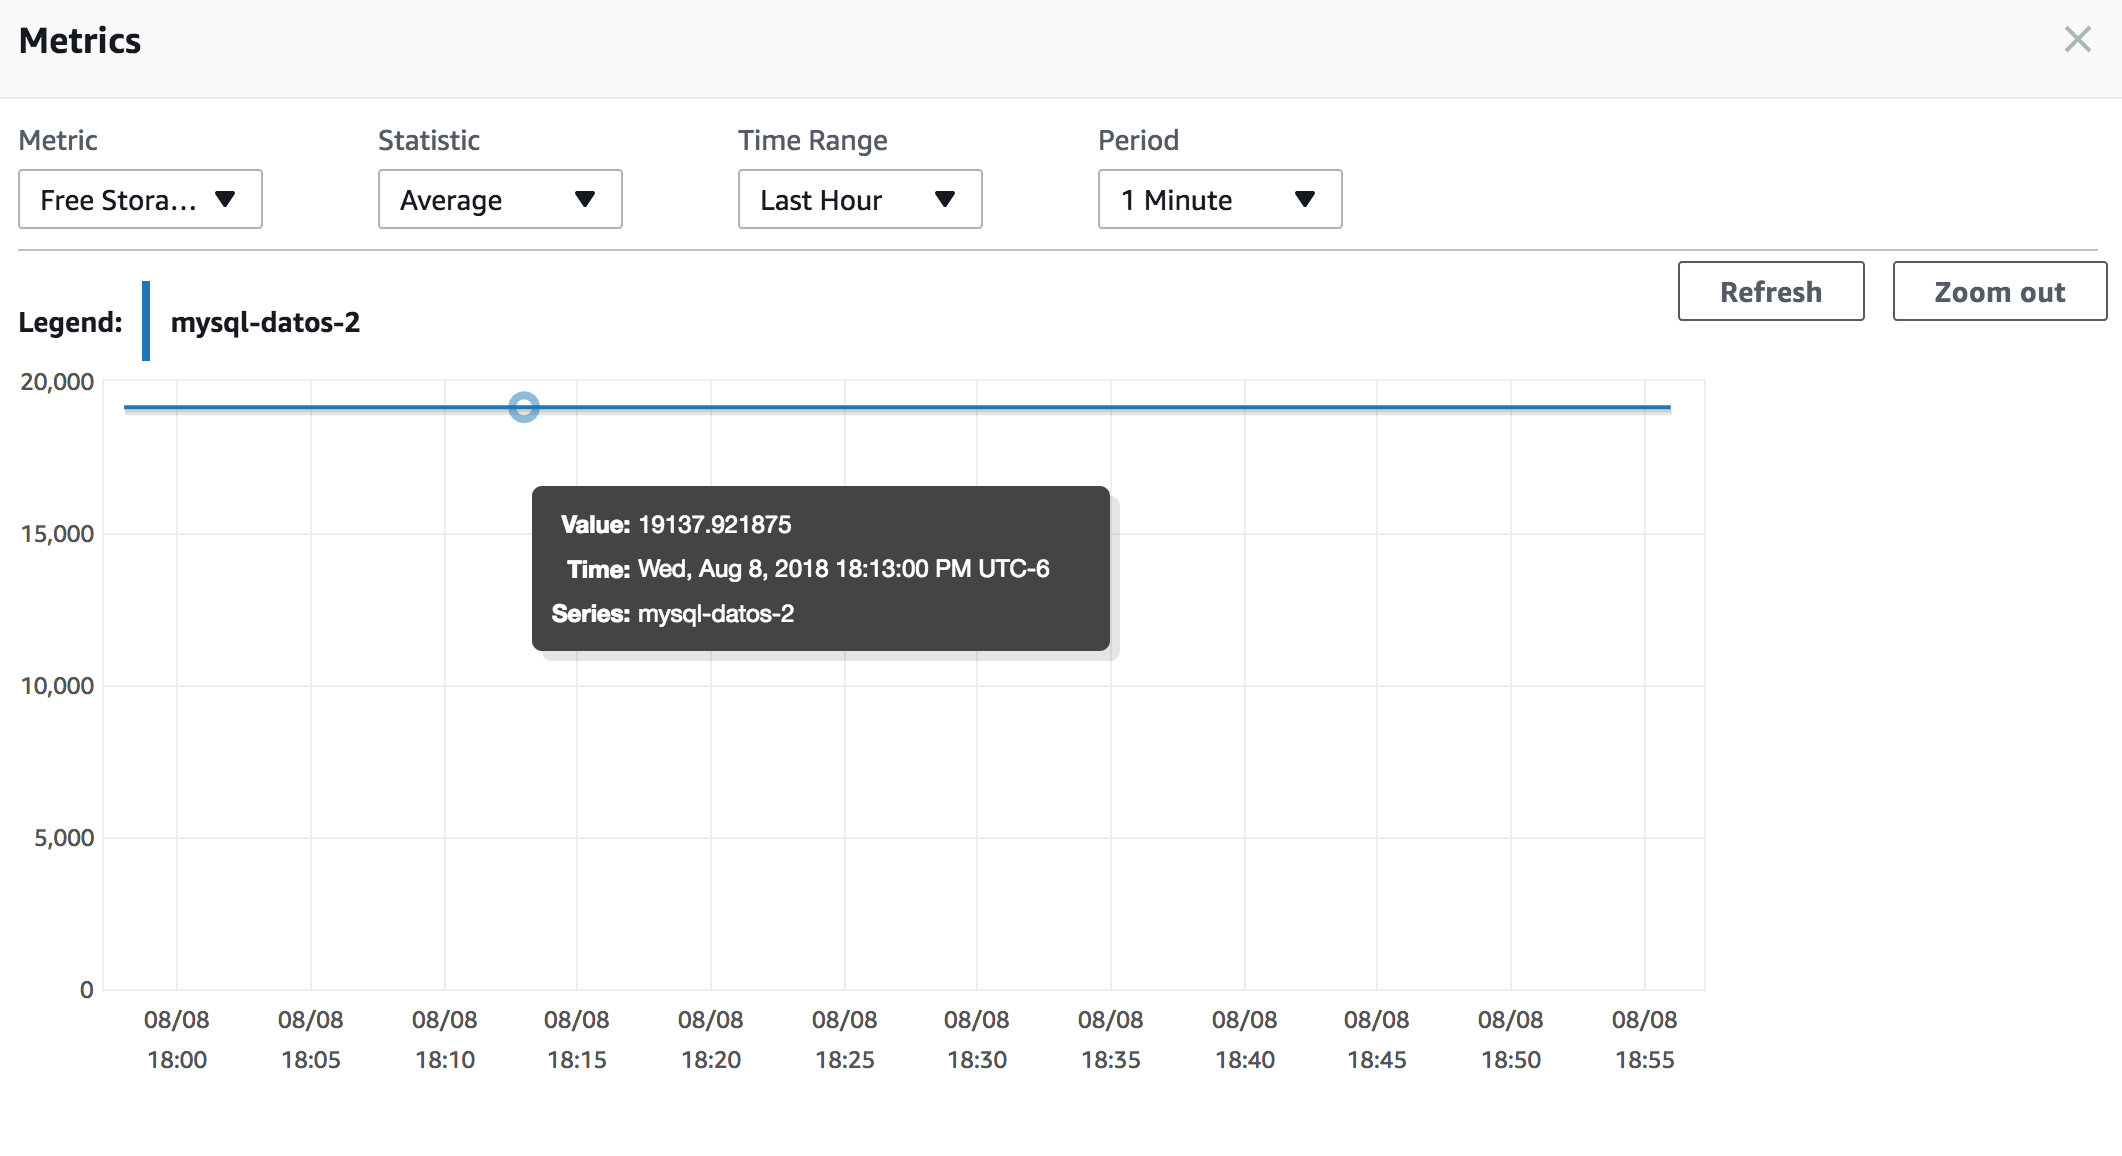 Metrics
Metric Statistic Time Range Period
Free Stora... Average Last Hour 1 Minute
Refresh Zoom out
Legend: mysql-datos-2
20,000
15,000
10,000
5,000
0
Value: 19137.921875
Time: Wed, Aug 8, 2018 18:13:00 PM UTC-6
Series: mysql-datos-2
08/08 08/08 08/08 08/08 08/08 08/08 08/08 08/08 08/08 08/08 08/08 08/08
18:00 18:05 18:10 18:15 18:20 18:25 18:30 18:35 18:40 18:45 18:50 18:55